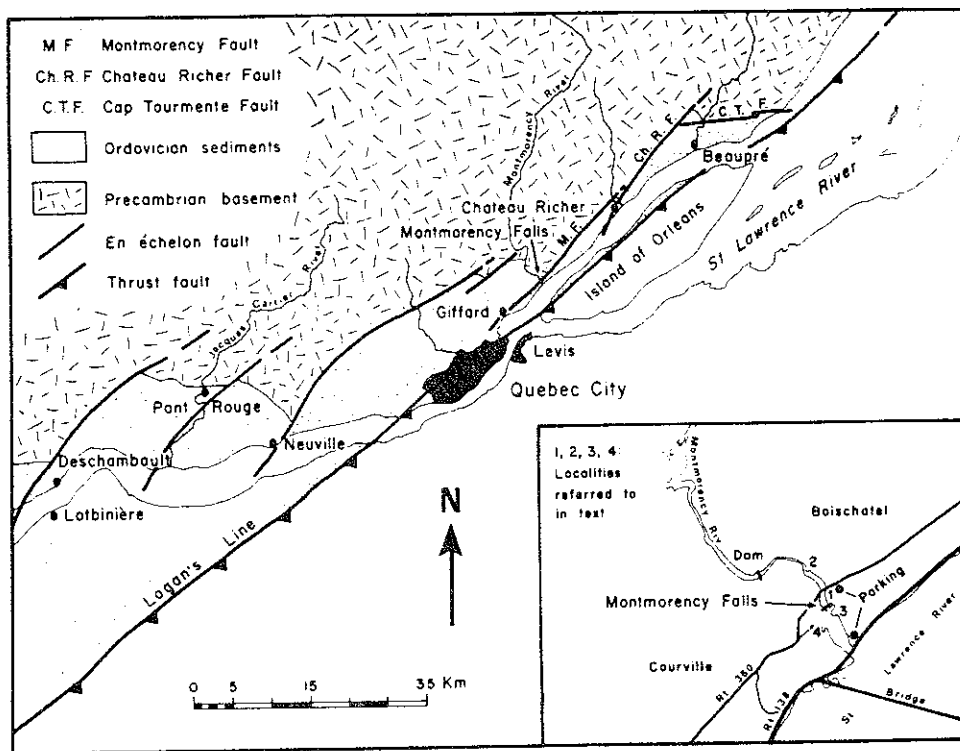 M F Montmorency Fault
Ch. R. F Chateau Richer Fault
C.T.F. Cap Tourmente Fault
Ordovician sediments
Precambrian basement
En échelon fault
Thrust fault
Montmorency River
Ch. R. F.
C. T. F.
Beaupré
Chateau Richer
Montmorency Falls
M. F.
Island of Orleans
St Lawrence River
Jacques Cartier River
Giffard
Levis
Quebec City
Pont Rouge
Neuville
Deschambault
Lotbinière
Logan's Line
N
0 5 15 35 Km
1, 2, 3, 4:
Localities
referred to
in text
Montmorency Riv
Boischatel
Dam
2
1
Parking
Montmorency Falls
3
4
Courville
Rt 360
Rt 138
St Lawrence River
Bridge